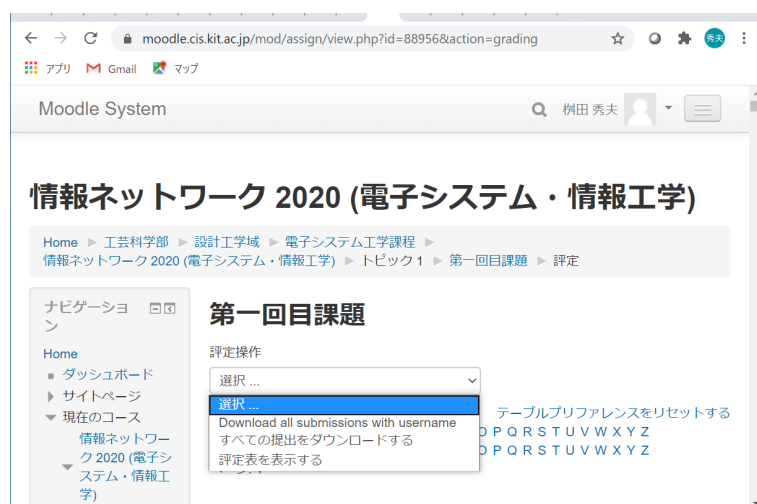 moodle.cis.kit.ac.jp/mod/assign/view.php?id=88956&action=grading
秀夫
アプリ Gmail マップ
Moodle System
桝田 秀夫
情報ネットワーク 2020 (電子システム・情報工学)
Home ▶ 工芸科学部 ▶ 設計工学域 ▶ 電子システム工学課程 ▶
情報ネットワーク 2020 (電子システム・情報工学) ▶ トピック 1 ▶ 第一回目課題 ▶ 評定
ナビゲーショ
ン
Home
ダッシュボード
サイトページ
現在のコース
情報ネットワー
ク 2020 (電子シ
ステム・情報工
学)
第一回目課題
評定操作
選択 ...
選択 ...
Download all submissions with username
すべての提出をダウンロードする
評定表を表示する
テーブルプリファレンスをリセットする
P Q R S T U V W X Y Z
P Q R S T U V W X Y Z